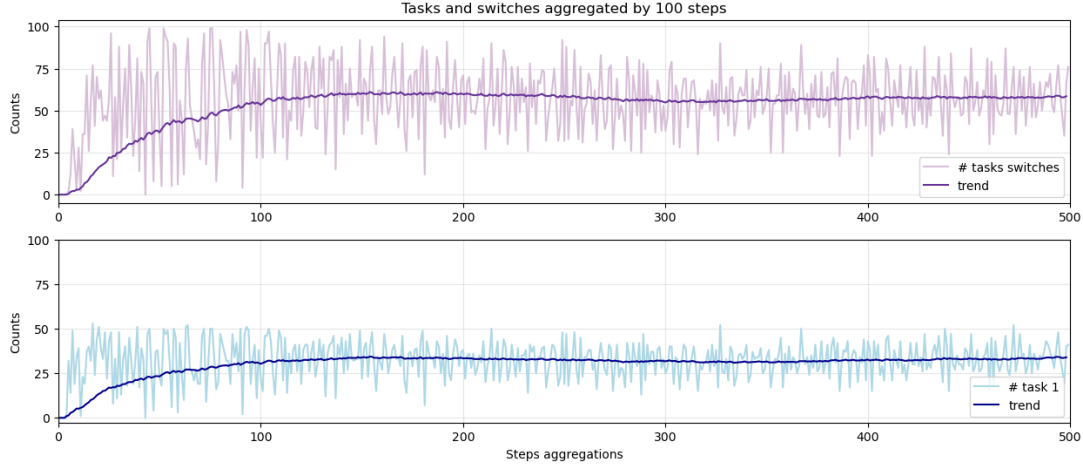 Tasks and switches aggregated by 100 steps
100
75
50
25
0
Counts
# tasks switches
trend
0 100 200 300 400 500
100
75
50
25
0
Counts
# task 1
trend
0 100 200 300 400 500
Steps aggregations